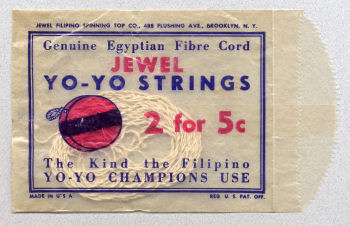 JEWEL FILIPINO SPINNING TOP CO., 488 FLUSHING AVE., BROOKLYN, N. Y.
Genuine Egyptian Fibre Cord
JEWEL
YO-YO STRINGS
2 for 5c
The Kind the Filipino
YO-YO CHAMPIONS USE
MADE IN U S A
REG. U. S. PAT. OFF.